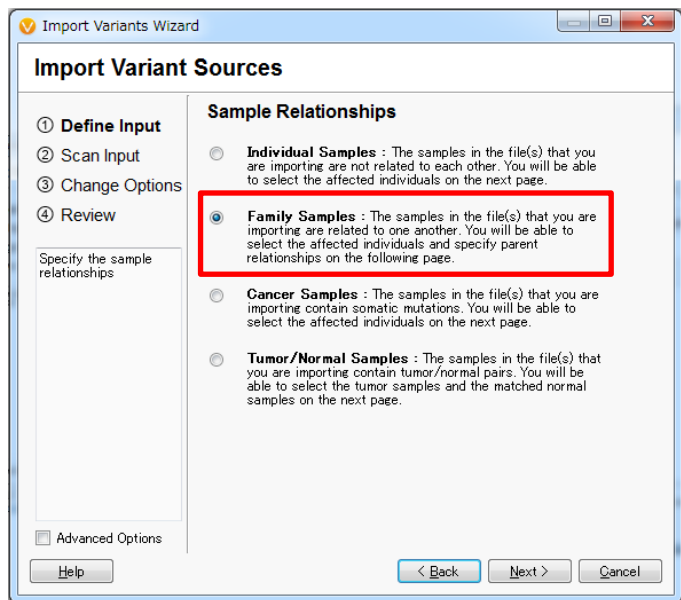 Import Variants Wizard
Import Variant Sources
① Define Input
② Scan Input
③ Change Options
④ Review
Specify the sample
relationships
Advanced Options
Sample Relationships
Individual Samples : The samples in the file(s) that you
are importing are not related to each other. You will be able
to select the affected individuals on the next page.
Family Samples : The samples in the file(s) that you are
importing are related to one another. You will be able to
select the affected individuals and specify parent
relationships on the following page.
Cancer Samples : The samples in the file(s) that you are
importing contain somatic mutations. You will be able to
select the affected individuals on the next page.
Tumor/Normal Samples : The samples in the file(s) that
you are importing contain tumor/normal pairs. You will be
able to select the tumor samples and the matched normal
samples on the next page.
Help
< Back
Next >
Cancel